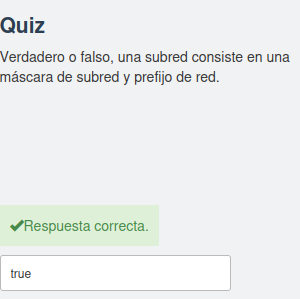 Quiz
Verdadero o falso, una subred consiste en una
máscara de subred y prefijo de red.
Respuesta correcta.
true